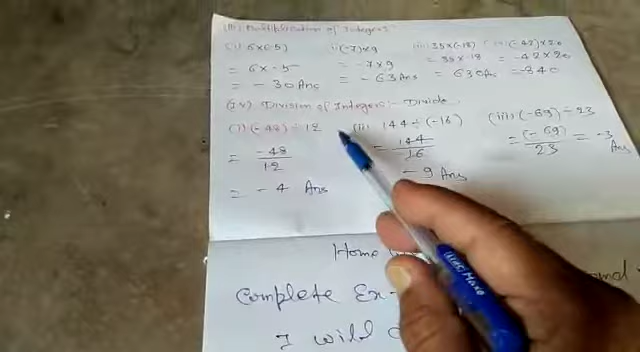 (III) Multiplication of Integers:-
(i) 6×(-5) ii) (-7)×9 (iii) 35×(-18) (iv) (-42)×20
= 6×-5 = -7×9 = 35×-18 = -42×20
= -30 Ans = -63 Ans = 630 Ans = -840
(IV) Division of Integers:- Divide.
(i) (-48) ÷ 12 (ii) 144 ÷ (-16) (iii) (-69) ÷ 23
= -48/12 = 144/16 = (-69)/23 = -3 Ans
= -4 Ans -9 Ans
Home
Complete Ex-
I will
Unix Maxo